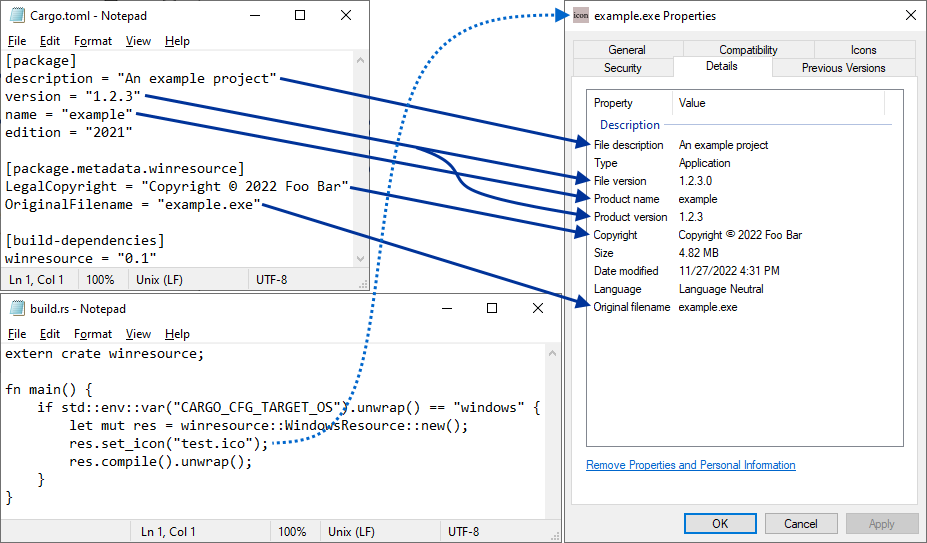 Cargo.toml - Notepad
File Edit Format View Help
[package]
description = "An example project"
version = "1.2.3"
name = "example"
edition = "2021"
[package.metadata.winresource]
LegalCopyright = "Copyright © 2022 Foo Bar"
OriginalFilename = "example.exe"
[build-dependencies]
winresource = "0.1"
Ln 1, Col 1 100% Unix (LF) UTF-8
build.rs - Notepad
File Edit Format View Help
extern crate winresource;
fn main() {
    if std::env::var("CARGO_CFG_TARGET_OS").unwrap() == "windows" {
        let mut res = winresource::WindowsResource::new();
        res.set_icon("test.ico");
        res.compile().unwrap();
    }
}
Ln 1, Col 1 100% Unix (LF) UTF-8
icon example.exe Properties
General Compatibility Icons
Security Details Previous Versions
Property Value
Description
File description An example project
Type Application
File version 1.2.3.0
Product name example
Product version 1.2.3
Copyright Copyright © 2022 Foo Bar
Size 4.82 MB
Date modified 11/27/2022 4:31 PM
Language Language Neutral
Original filename example.exe
Remove Properties and Personal Information
OK Cancel Apply